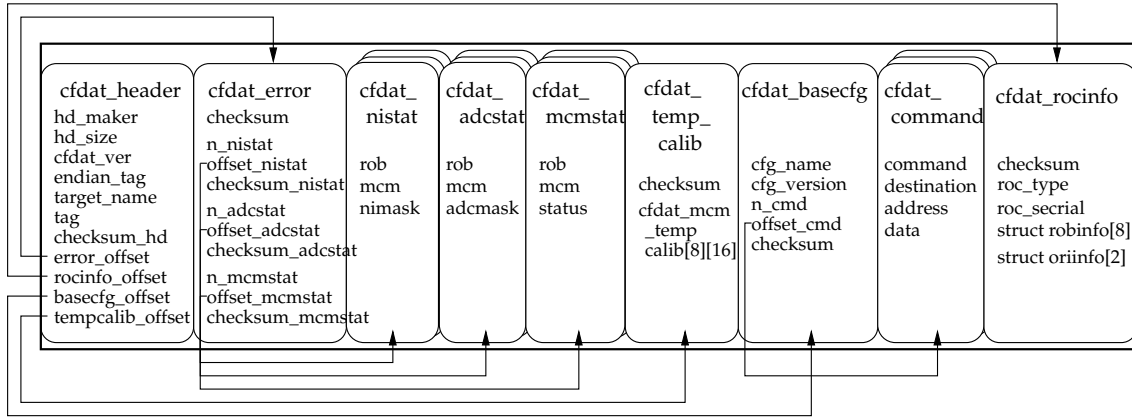 cfdat_header
hd_maker
hd_size
cfdat_ver
endian_tag
target_name
tag
checksum_hd
error_offset
rocinfo_offset
basecfg_offset
tempcalib_offset
cfdat_error
checksum
n_nistat
offset_nistat
checksum_nistat
n_adcstat
offset_adcstat
checksum_adcstat
n_mcmstat
offset_mcmstat
checksum_mcmstat
cfdat_
nistat
rob
mcm
nimask
cfdat_
adcstat
rob
mcm
adcmask
cfdat_
mcmstat
rob
mcm
status
cfdat_
temp_
calib
checksum
cfdat_mcm
_temp
calib[8][16]
cfdat_basecfg
cfg_name
cfg_version
n_cmd
offset_cmd
checksum
cfdat_
command
command
destination
address
data
cfdat_rocinfo
checksum
roc_type
roc_secrial
struct robinfo[8]
struct oriinfo[2]